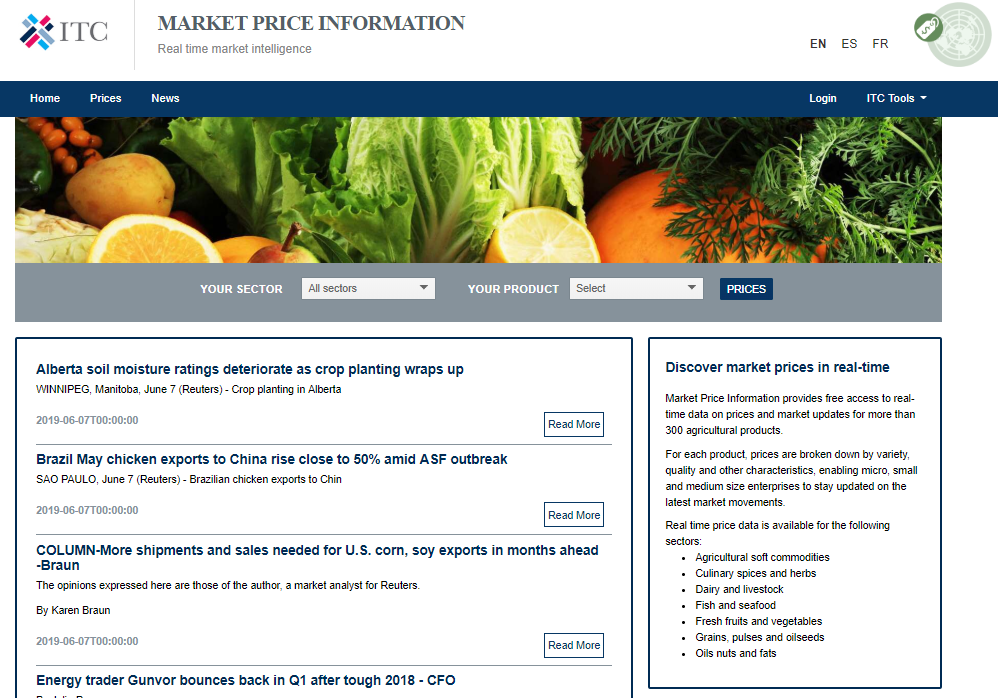 ITC
MARKET PRICE INFORMATION
Real time market intelligence
EN ES FR
Home Prices News Login ITC Tools
YOUR SECTOR All sectors YOUR PRODUCT Select PRICES
Alberta soil moisture ratings deteriorate as crop planting wraps up
WINNIPEG, Manitoba, June 7 (Reuters) - Crop planting in Alberta
2019-06-07T00:00:00
Read More
Brazil May chicken exports to China rise close to 50% amid ASF outbreak
SAO PAULO, June 7 (Reuters) - Brazilian chicken exports to Chin
2019-06-07T00:00:00
Read More
COLUMN-More shipments and sales needed for U.S. corn, soy exports in months ahead
-Braun
The opinions expressed here are those of the author, a market analyst for Reuters.
By Karen Braun
2019-06-07T00:00:00
Read More
Energy trader Gunvor bounces back in Q1 after tough 2018 - CFO
Discover market prices in real-time
Market Price Information provides free access to real-
time data on prices and market updates for more than
300 agricultural products.
For each product, prices are broken down by variety,
quality and other characteristics, enabling micro, small
and medium size enterprises to stay updated on the
latest market movements.
Real time price data is available for the following
sectors:
Agricultural soft commodities
Culinary spices and herbs
Dairy and livestock
Fish and seafood
Fresh fruits and vegetables
Grains, pulses and oilseeds
Oils nuts and fats